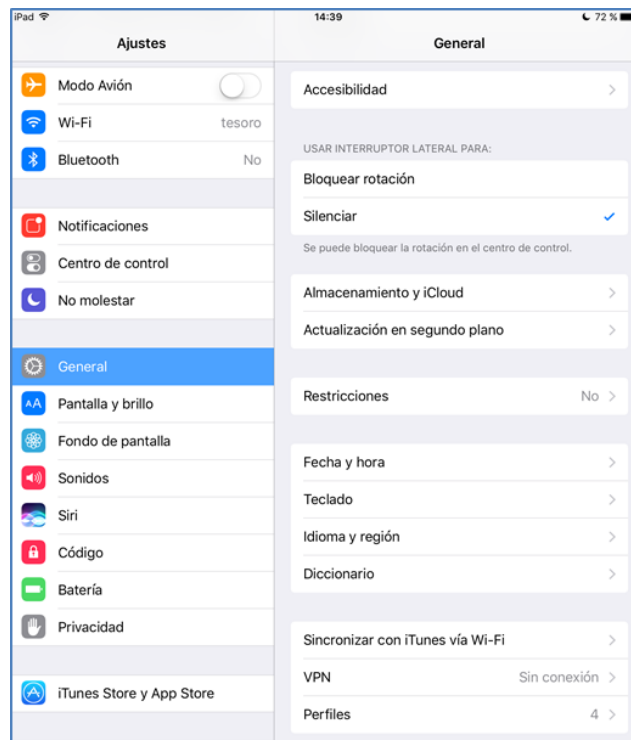 iPad 14:39 72 %
Ajustes
Modo Avión
Wi-Fi tesoro
Bluetooth No
Notificaciones
Centro de control
No molestar
General
AA Pantalla y brillo
Fondo de pantalla
Sonidos
Siri
Código
Batería
Privacidad
iTunes Store y App Store
General
Accesibilidad
USAR INTERRUPTOR LATERAL PARA:
Bloquear rotación
Silenciar
Se puede bloquear la rotación en el centro de control.
Almacenamiento y iCloud
Actualización en segundo plano
Restricciones No
Fecha y hora
Teclado
Idioma y región
Diccionario
Sincronizar con iTunes vía Wi-Fi
VPN Sin conexión
Perfiles 4